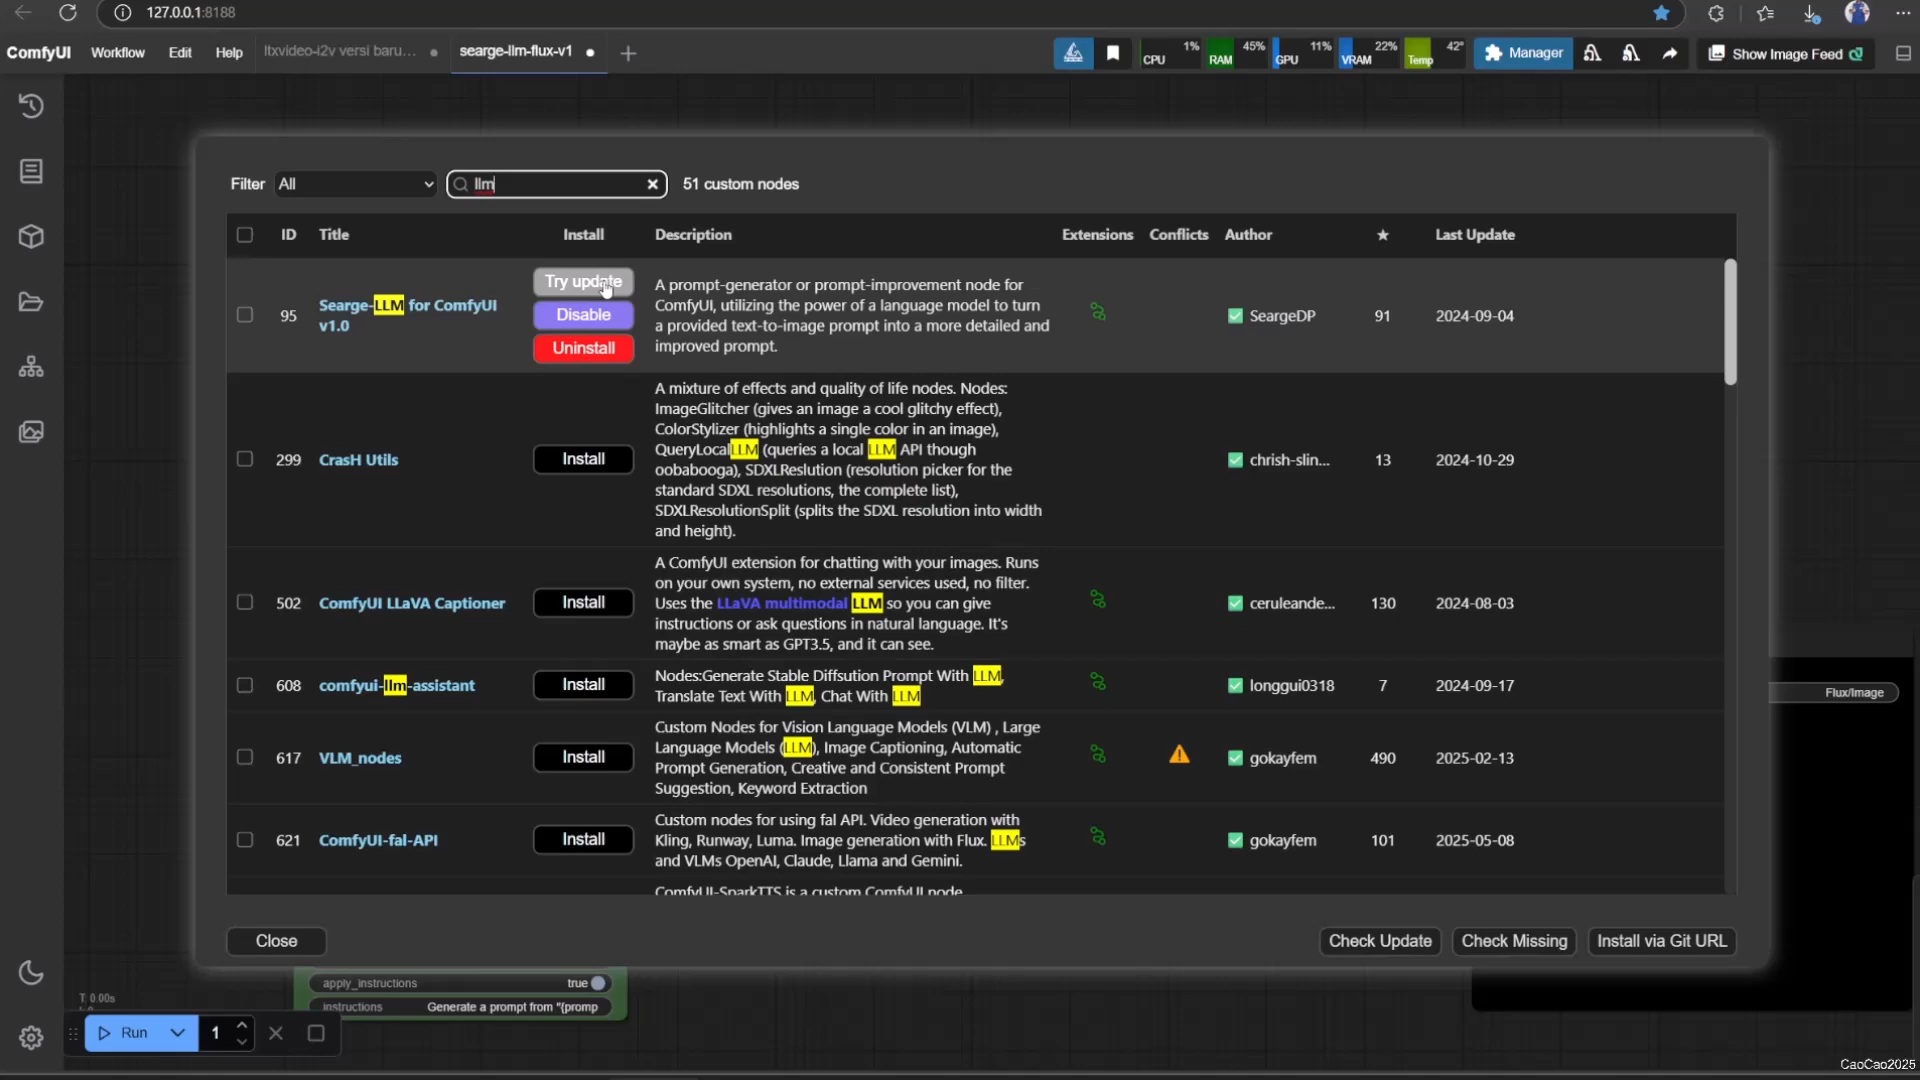 127.0.0.1:8188
ComfyUI Workflow Edit Help ltxvideo-i2v versi baru... searge-llm-flux-v1 CPU 1% RAM 45% GPU 11% VRAM 22% Temp 42° Manager Show Image Feed
Filter All llm 51 custom nodes
ID Title Install Description Extensions Conflicts Author ★ Last Update
95 Searge-LLM for ComfyUI v1.0
Try update
Disable
Uninstall
A prompt-generator or prompt-improvement node for
ComfyUI, utilizing the power of a language model to turn
a provided text-to-image prompt into a more detailed and
improved prompt.
SeargeDP 91 2024-09-04
299 CrasH Utils Install
A mixture of effects and quality of life nodes. Nodes:
ImageGlitcher (gives an image a cool glitchy effect),
ColorStylizer (highlights a single color in an image),
QueryLocalLLM (queries a local LLM API though
oobabooga), SDXLReslution (resolution picker for the
standard SDXL resolutions, the complete list),
SDXLResolutionSplit (splits the SDXL resolution into width
and height).
chrish-slin... 13 2024-10-29
502 ComfyUI LLaVA Captioner Install
A ComfyUI extension for chatting with your images. Runs
on your own system, no external services used, no filter.
Uses the LLaVA multimodal LLM so you can give
instructions or ask questions in natural language. It's
maybe as smart as GPT3.5, and it can see.
ceruleande... 130 2024-08-03
608 comfyui-llm-assistant Install
Nodes:Generate Stable Diffsution Prompt With LLM,
Translate Text With LLM, Chat With LLM
longgui0318 7 2024-09-17
617 VLM_nodes Install
Custom Nodes for Vision Language Models (VLM) , Large
Language Models (LLM), Image Captioning, Automatic
Prompt Generation, Creative and Consistent Prompt
Suggestion, Keyword Extraction
gokayfem 490 2025-02-13
621 ComfyUI-fal-API Install
Custom nodes for using fal API. Video generation with
Kling, Runway, Luma. Image generation with Flux. LLMs
and VLMs OpenAI, Claude, Llama and Gemini.
gokayfem 101 2025-05-08
ComfyUI-SparkTTS is a custom ComfyUI node
Flux/Image
Close Check Update Check Missing Install via Git URL
apply_instructions true
instructions Generate a prompt from "{promp
T: 0.00s
Run 1
CaoCao2025